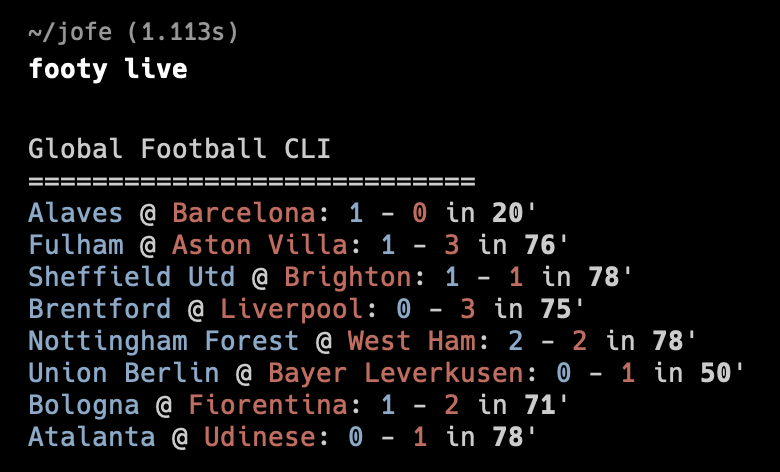 ~/jofe (1.113s)
footy live
Global Football CLI
============================
Alaves @ Barcelona: 1 - 0 in 20'
Fulham @ Aston Villa: 1 - 3 in 76'
Sheffield Utd @ Brighton: 1 - 1 in 78'
Brentford @ Liverpool: 0 - 3 in 75'
Nottingham Forest @ West Ham: 2 - 2 in 78'
Union Berlin @ Bayer Leverkusen: 0 - 1 in 50'
Bologna @ Fiorentina: 1 - 2 in 71'
Atalanta @ Udinese: 0 - 1 in 78'